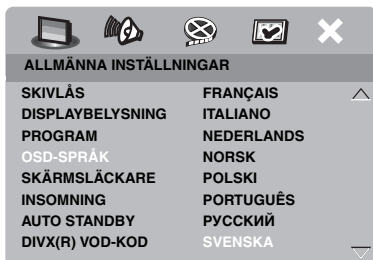 ALLMÄNNA INSTÄLLNINGAR
SKIVLÅS FRANÇAIS
DISPLAYBELYSNING ITALIANO
PROGRAM NEDERLANDS
OSD-SPRÅK NORSK
SKÄRMSLÄCKARE POLSKI
INSOMNING PORTUGUÊS
AUTO STANDBY РУССКИЙ
DIVX(R) VOD-KOD SVENSKA